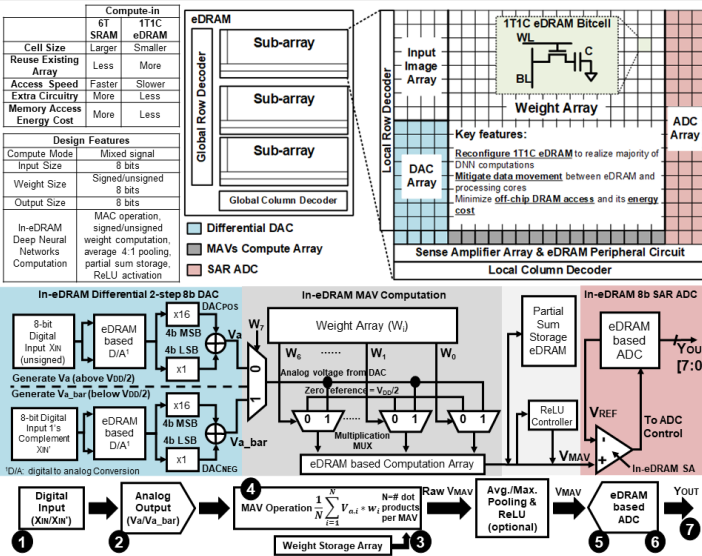 Compute-in
6T SRAM 1T1C eDRAM
Cell Size Larger Smaller
Reuse Existing Array Less More
Access Speed Faster Slower
Extra Circuitry More Less
Memory Access Energy Cost More Less
Design Features
Compute Mode Mixed signal
Input Size 8 bits
Weight Size Signed/unsigned 8 bits
Output Size 8 bits
In-eDRAM Deep Neural Networks Computation MAC operation, signed/unsigned weight computation, average 4:1 pooling, partial sum storage, ReLU activation
eDRAM
Global Row Decoder
Sub-array
Sub-array
Sub-array
Global Column Decoder
Differential DAC
MAVs Compute Array
SAR ADC
Local Row Decoder
Input Image Array
1T1C eDRAM Bitcell
WL
C
BL
Weight Array
DAC Array
ADC Array
Key features:
Reconfigure 1T1C eDRAM to realize majority of
DNN computations
Mitigate data movement between eDRAM and
processing cores
Minimize off-chip DRAM access and its energy
cost
Sense Amplifier Array & eDRAM Peripheral Circuit
Local Column Decoder
In-eDRAM Differential 2-step 8b DAC
8-bit Digital Input XIN (unsigned)
eDRAM based D/A¹
x16
4b MSB
4b LSB
x1
DACPOS
Va
Generate Va (above VDD/2)
Generate Va_bar (below VDD/2)
8-bit Digital Input 1's Complement XIN'
eDRAM based D/A¹
x16
4b MSB
4b LSB
x1
DACNEG
Va_bar
¹D/A: digital to analog Conversion
In-eDRAM MAV Computation
W7
0
1
Weight Array (Wi)
W6 ...... W1 W0
Analog voltage from DAC
Zero reference = VDD/2
0 1 ...... 0 1 0 1
Multiplication MUX
eDRAM based Computation Array
Partial Sum Storage eDRAM
ReLU Controller
VMAV
In-eDRAM 8b SAR ADC
eDRAM based ADC
YOUT [7:0]
VREF
To ADC Control
-
+
In-eDRAM SA
Digital Input (XIN/XIN')
1
Analog Output (Va/Va_bar)
2
4
MAV Operation 1/N ∑ i=1 N Va.i * wi N=# dot products per MAV
Weight Storage Array
3
Raw VMAV
Avg./Max. Pooling & ReLU (optional)
VMAV
eDRAM based ADC
5
6
YOUT
7